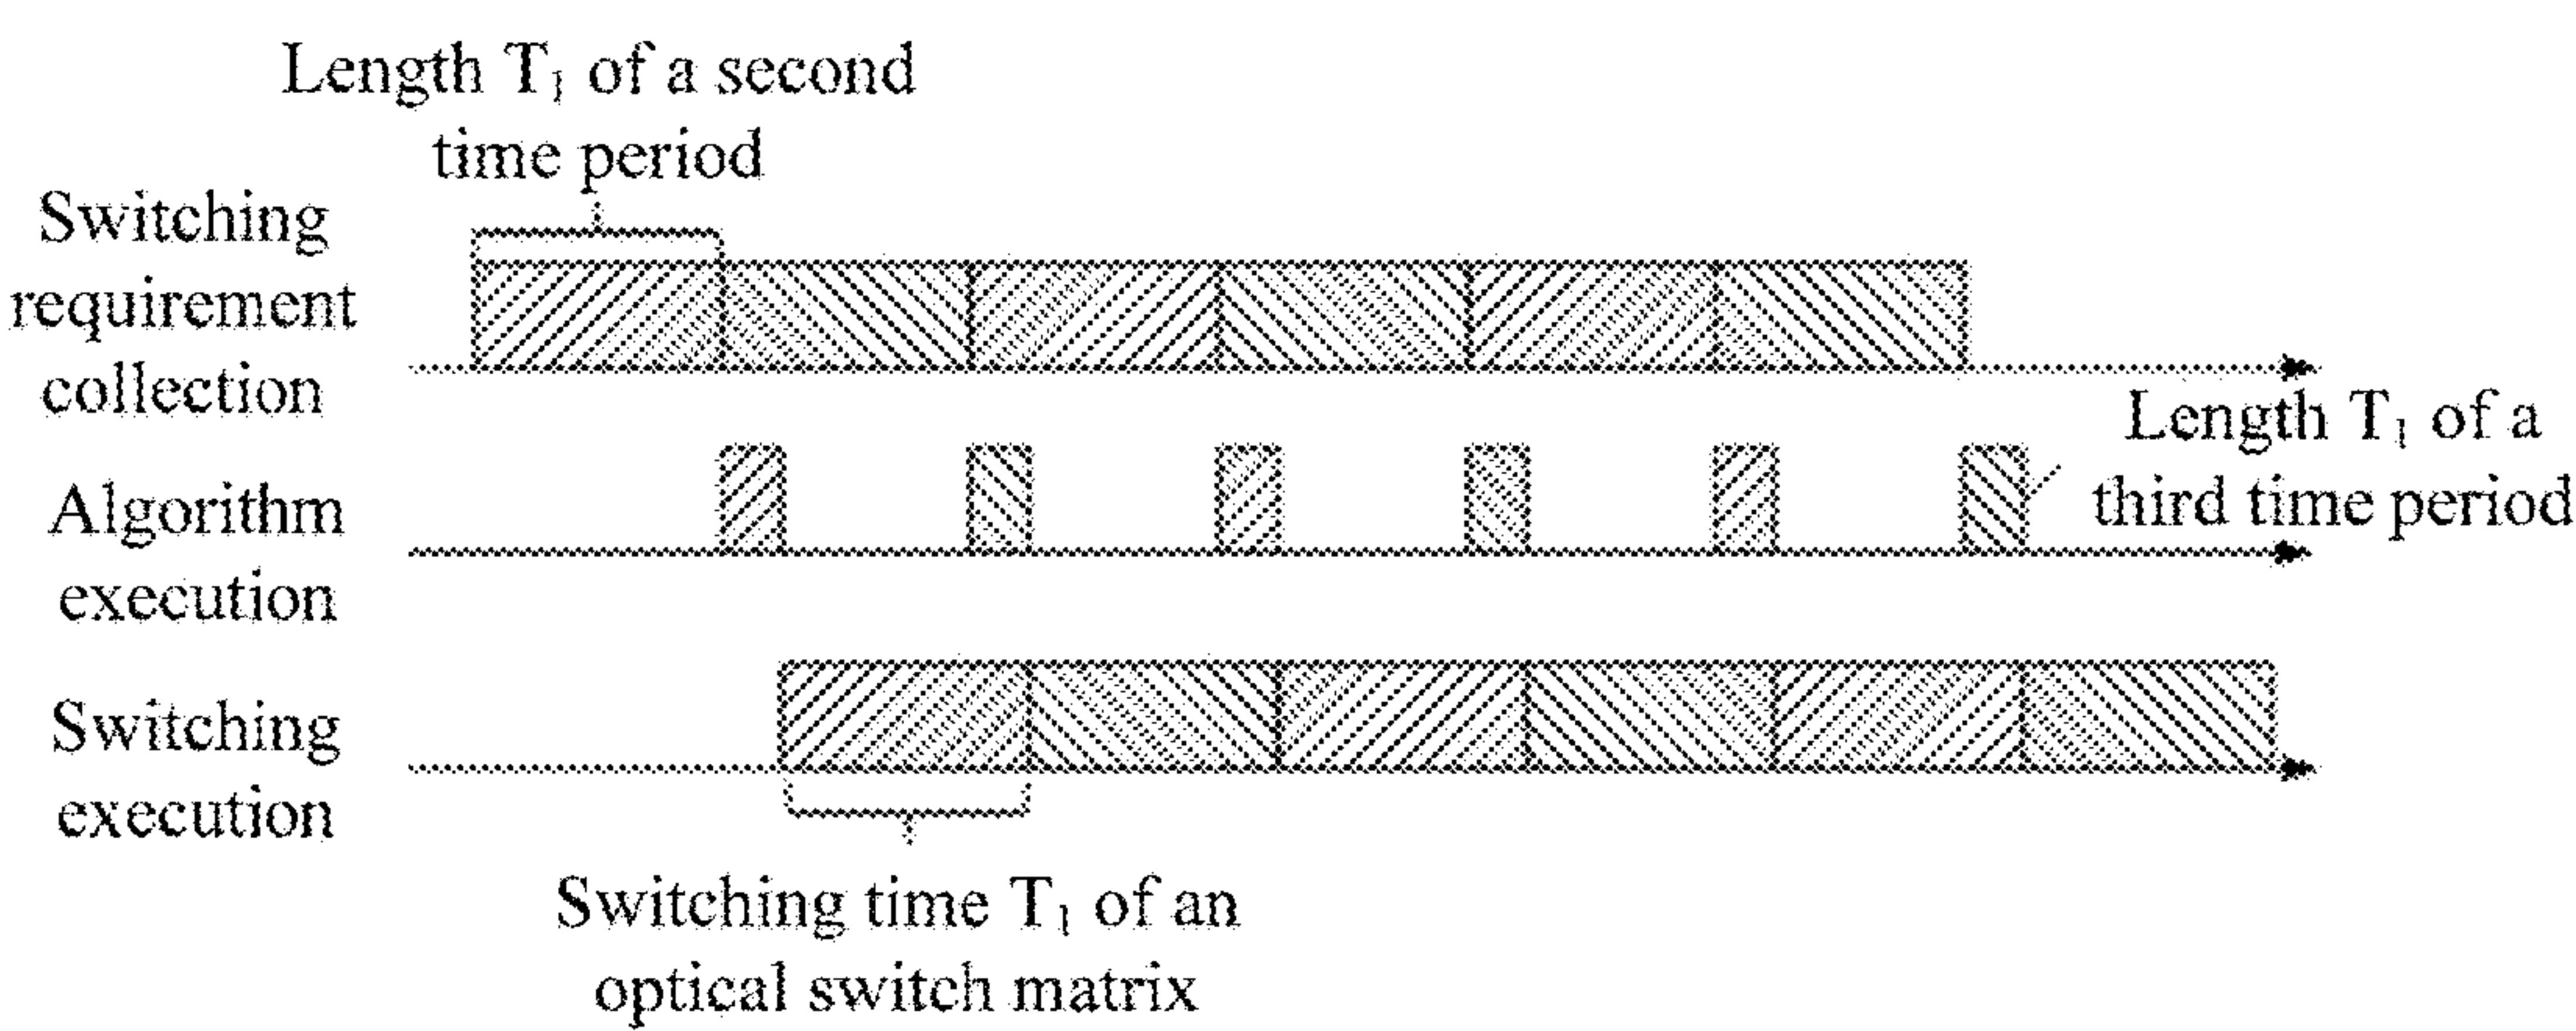 Length T₁ of a second
time period
Switching
requirement
collection
Length T₁ of a
third time period
Algorithm
execution
Switching
execution
Switching time T₁ of an
optical switch matrix